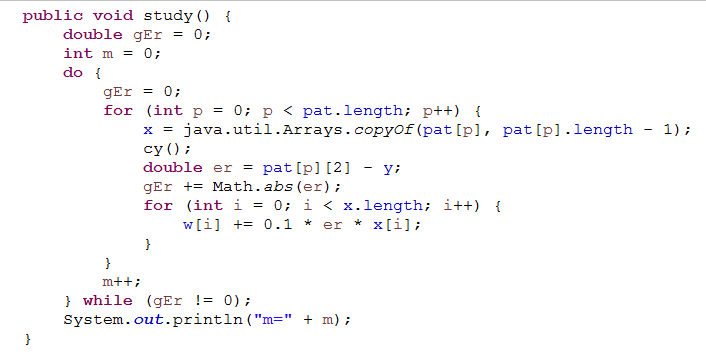 public void study() {
    double gEr = 0;
    int m = 0;
    do {
        gEr = 0;
        for (int p = 0; p < pat.length; p++) {
            x = java.util.Arrays.copyOf(pat[p], pat[p].length - 1);
            cy();
            double er = pat[p][2] - y;
            gEr += Math.abs(er);
            for (int i = 0; i < x.length; i++) {
                w[i] += 0.1 * er * x[i];
            }
        }
        m++;
    } while (gEr != 0);
    System.out.println("m=" + m);
}